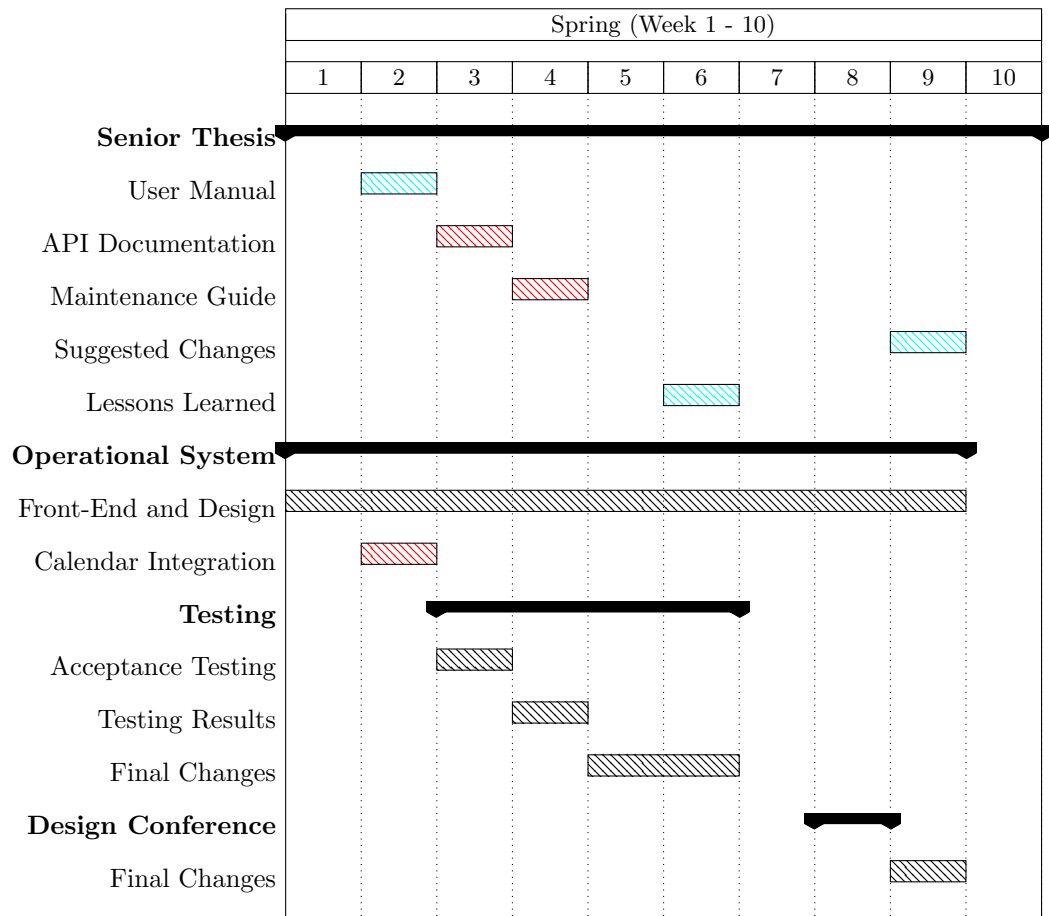 Spring (Week 1 - 10)
1 2 3 4 5 6 7 8 9 10
Senior Thesis
User Manual
API Documentation
Maintenance Guide
Suggested Changes
Lessons Learned
Operational System
Front-End and Design
Calendar Integration
Testing
Acceptance Testing
Testing Results
Final Changes
Design Conference
Final Changes